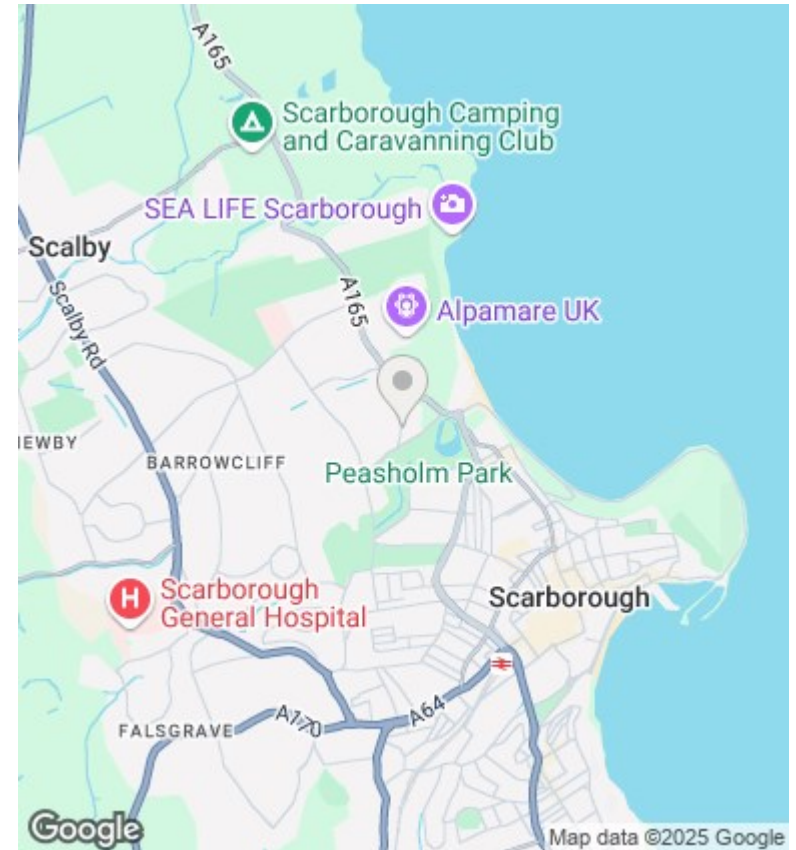 A165
Scarborough Camping
and Caravanning Club
SEA LIFE Scarborough
Scalby
A165
Alpamare UK
Scalby Rd
EWBY
BARROWCLIFF
Peasholm Park
H
Scarborough
General Hospital
Scarborough
FALSGRAVE
A170
A64
Google
Map data ©2025 Google